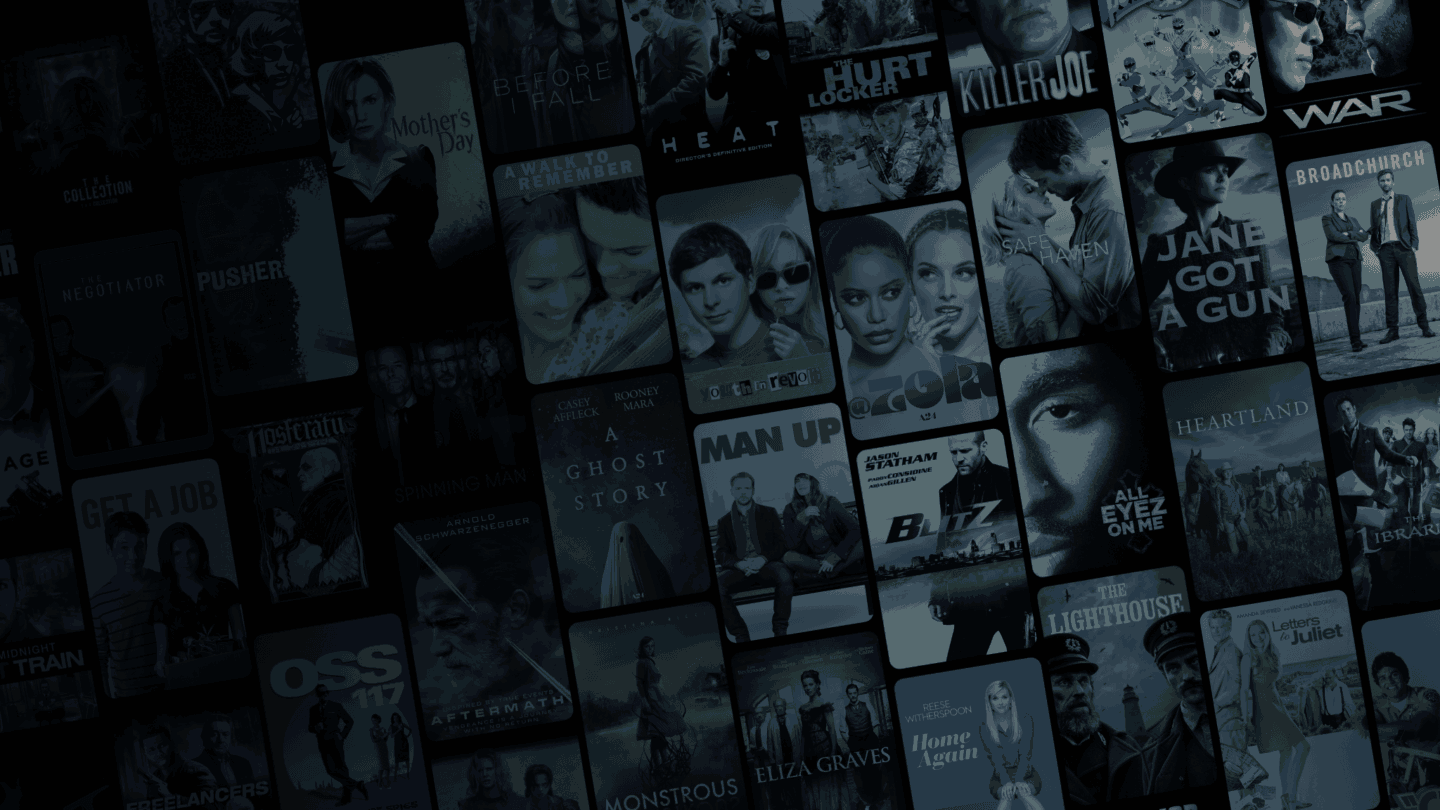 THE
COLLECTION
Mother's
Day
BEFORE
I FALL
HEAT
DIRECTOR'S DEFINITIVE EDITION
THE
HURT
LOCKER
KILLER JOE
WAR
THE
NEGOTIATOR
PUSHER
A WALK TO
REMEMBER
youth in revolt
@zola
A24
SAFE
HAVEN
JANE
GOT
A GUN
BROADCHURCH
AGE
GET A JOB
Nosferatu
SPINNING MAN
CASEY
AFFLECK
ROONEY
MARA
A
GHOST
STORY
A24
MAN UP
JASON
STATHAM
PADDY CONSIDINE
AIDAN GILLEN
BLITZ
ALL
EYEZ
ON ME
HEARTLAND
THE
LIBRAR
MIDNIGHT
TRAIN
OSS
117
ARNOLD
SCHWARZENEGGER
AFTERMATH
FREELANCERS
MONSTROUS
ELIZA GRAVES
REESE
WITHERSPOON
Home
Again
THE
LIGHTHOUSE
Letters
to Juliet